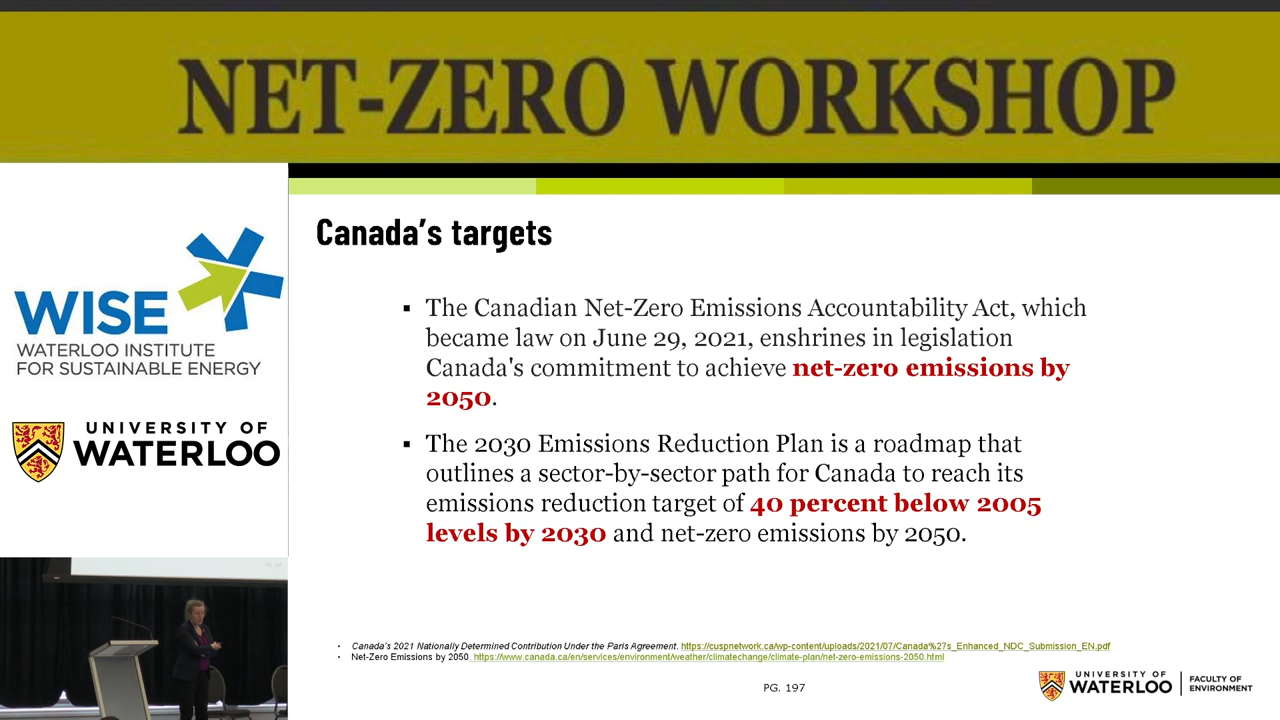 NET-ZERO WORKSHOP
WISE
WATERLOO INSTITUTE
FOR SUSTAINABLE ENERGY
UNIVERSITY OF
WATERLOO
Canada's targets
▪ The Canadian Net-Zero Emissions Accountability Act, which
became law on June 29, 2021, enshrines in legislation
Canada's commitment to achieve net-zero emissions by
2050.
▪ The 2030 Emissions Reduction Plan is a roadmap that
outlines a sector-by-sector path for Canada to reach its
emissions reduction target of 40 percent below 2005
levels by 2030 and net-zero emissions by 2050.
• Canada's 2021 Nationally Determined Contribution Under the Paris Agreement. https://cuspnetwork.ca/wp-content/uploads/2021/07/Canada%27s_Enhanced_NDC_Submission_EN.pdf
• Net-Zero Emissions by 2050. https://www.canada.ca/en/services/environment/weather/climatechange/climate-plan/net-zero-emissions-2050.html
PG. 197
UNIVERSITY OF
WATERLOO
FACULTY OF
ENVIRONMENT